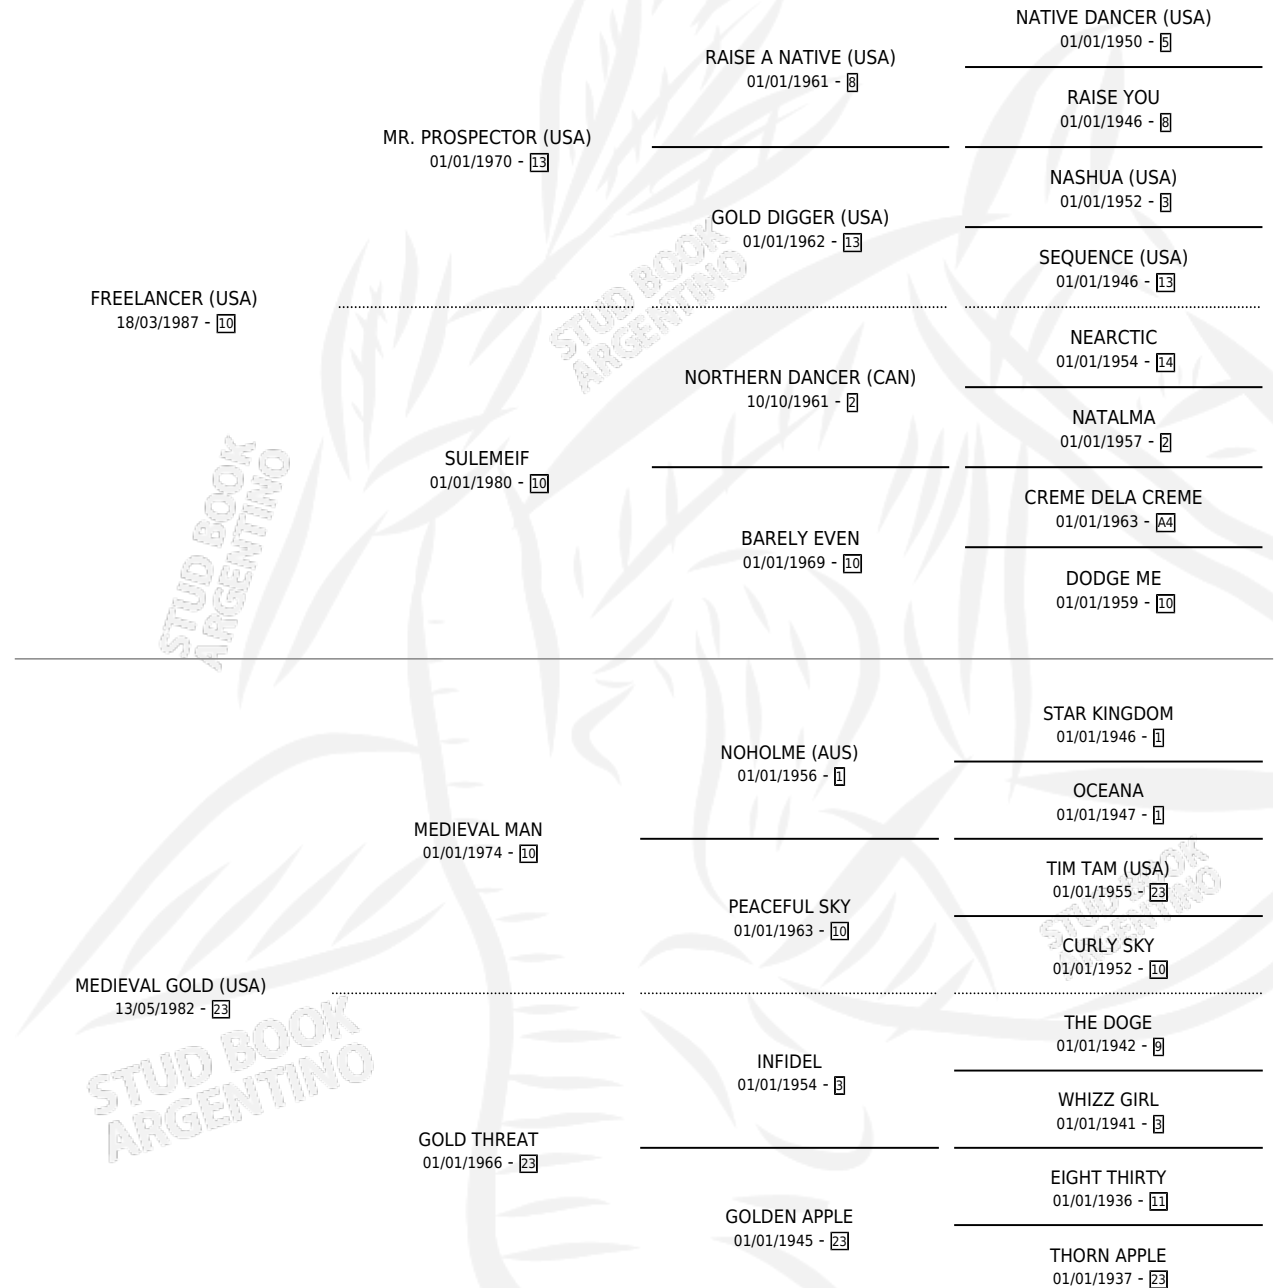 NATIVE DANCER (USA)
01/01/1950 - 5
RAISE A NATIVE (USA)
01/01/1961 - 8
RAISE YOU
01/01/1946 - 8
MR. PROSPECTOR (USA)
01/01/1970 - 13
NASHUA (USA)
01/01/1952 - 3
GOLD DIGGER (USA)
01/01/1962 - 13
SEQUENCE (USA)
01/01/1946 - 13
FREELANCER (USA)
18/03/1987 - 10
STUD BOOK
ARGENTINO
NEARCTIC
01/01/1954 - 14
NORTHERN DANCER (CAN)
10/10/1961 - 2
NATALMA
01/01/1957 - 2
SULEMEIF
01/01/1980 - 10
CREME DELA CREME
01/01/1963 - A4
BARELY EVEN
01/01/1969 - 10
DODGE ME
01/01/1959 - 10
STUD BOOK
ARGENTINO
STAR KINGDOM
01/01/1946 - 1
NOHOLME (AUS)
01/01/1956 - 1
OCEANA
01/01/1947 - 1
MEDIEVAL MAN
01/01/1974 - 10
TIM TAM (USA)
01/01/1955 - 23
PEACEFUL SKY
01/01/1963 - 10
CURLY SKY
01/01/1952 - 10
STUD BOOK
ARGENTINO
MEDIEVAL GOLD (USA)
13/05/1982 - 23
STUD BOOK
ARGENTINO
THE DOGE
01/01/1942 - 9
INFIDEL
01/01/1954 - 3
WHIZZ GIRL
01/01/1941 - 3
GOLD THREAT
01/01/1966 - 23
EIGHT THIRTY
01/01/1936 - 11
GOLDEN APPLE
01/01/1945 - 23
THORN APPLE
01/01/1937 - 23